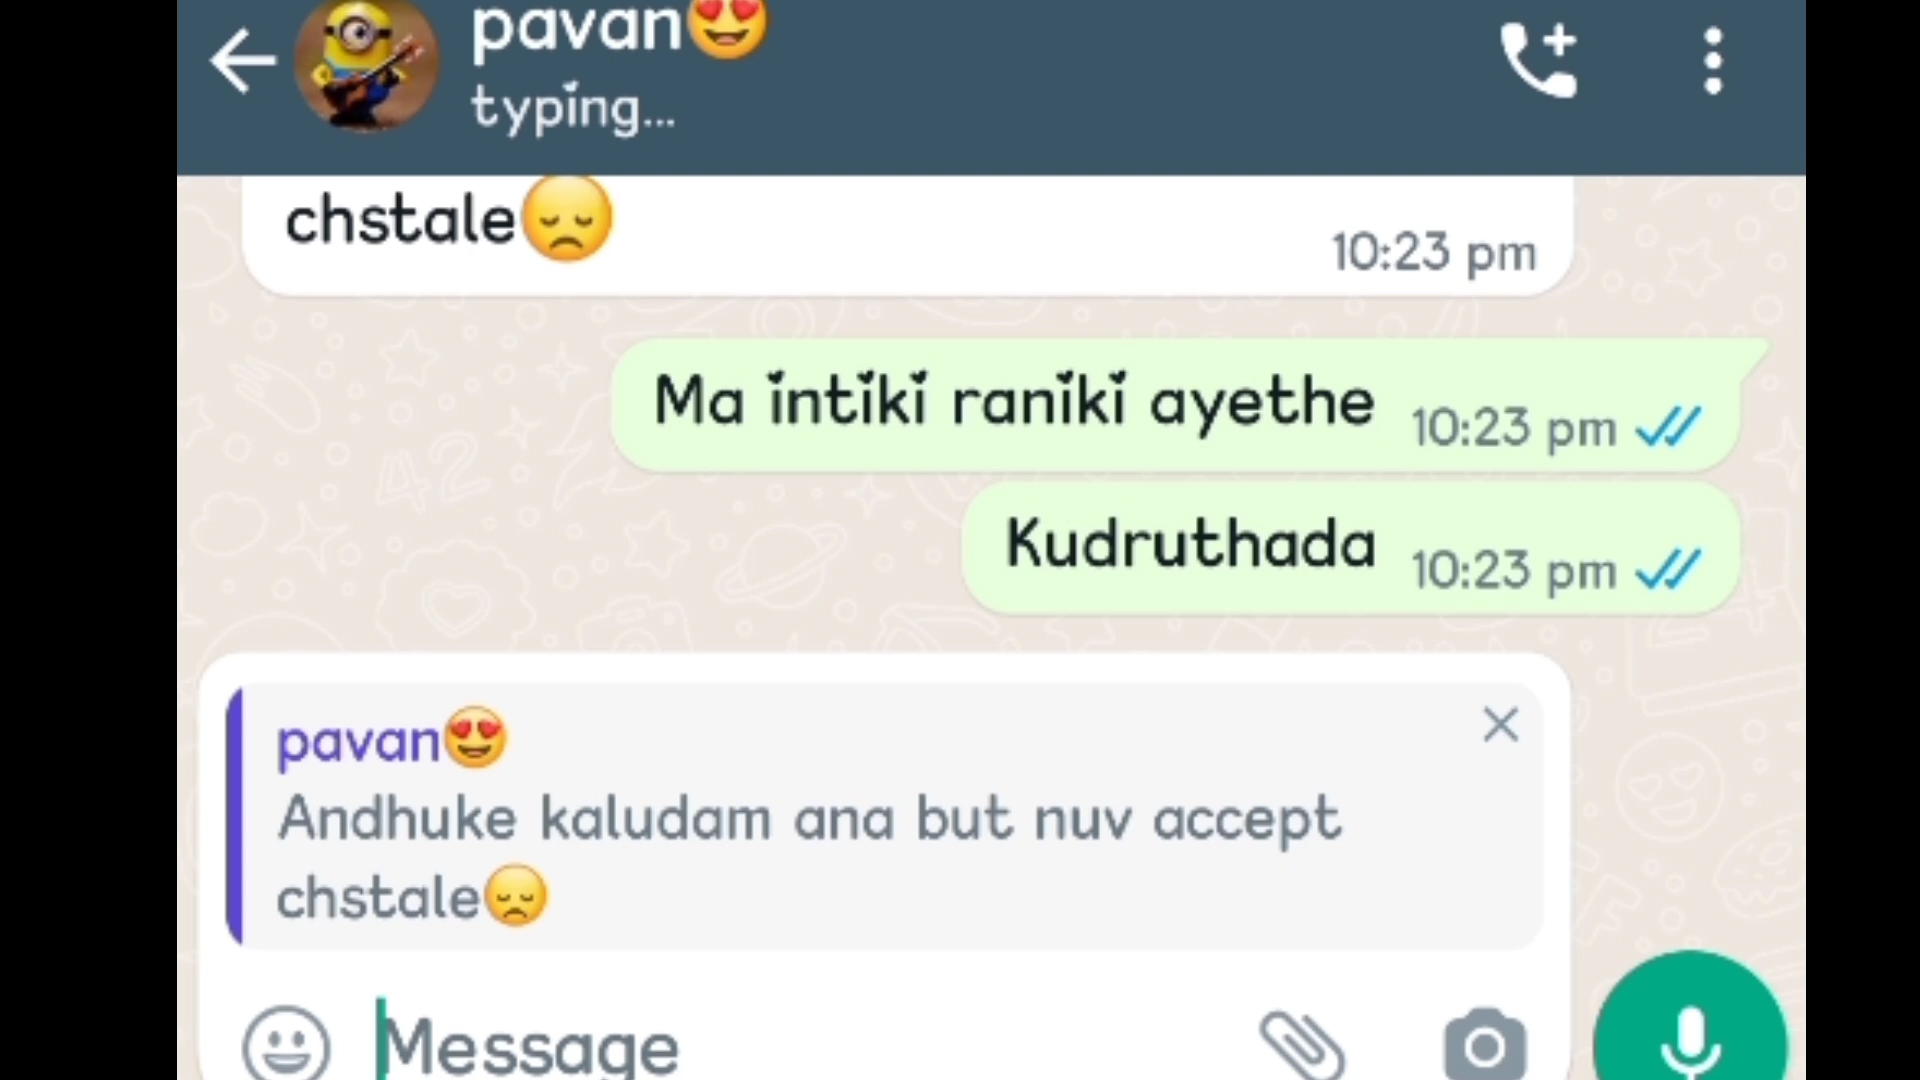 pavan😍
typing...
chstale😞
10:23 pm
Ma intiki raniki ayethe 10:23 pm
Kudruthada 10:23 pm
pavan😍
Andhuke kaludam ana but nuv accept
chstale😞
Message